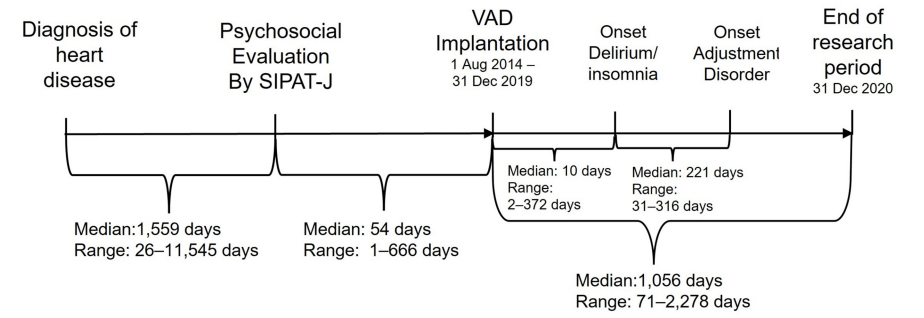 Diagnosis of
heart
disease
Psychosocial
Evaluation
By SIPAT-J
VAD
Implantation
1 Aug 2014 –
31 Dec 2019
Onset
Delirium/
insomnia
Onset
Adjustment
Disorder
End of
research
period
31 Dec 2020
Median:1,559 days
Range: 26–11,545 days
Median: 54 days
Range: 1–666 days
Median: 10 days
Range:
2–372 days
Median: 221 days
Range:
31–316 days
Median:1,056 days
Range: 71–2,278 days